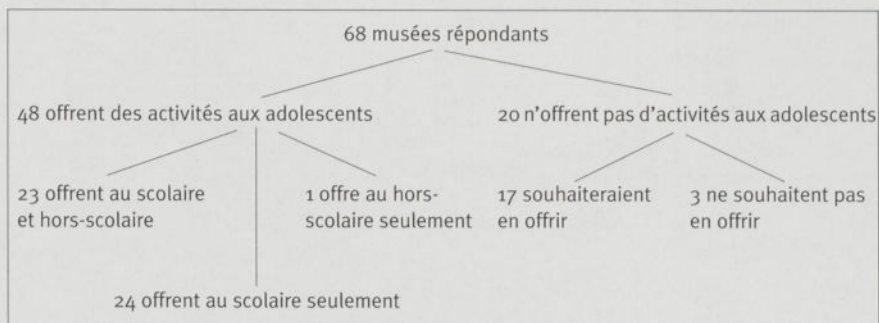 68 musées répondants
48 offrent des activités aux adolescents
20 n'offrent pas d'activités aux adolescents
23 offrent au scolaire
et hors-scolaire
1 offre au hors-
scolaire seulement
17 souhaiteraient
en offrir
3 ne souhaitent pas
en offrir
24 offrent au scolaire seulement